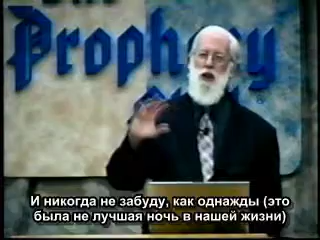 Prophecy
И никогда не забуду, как однажды (это
была не лучшая ночь в нашей жизни)